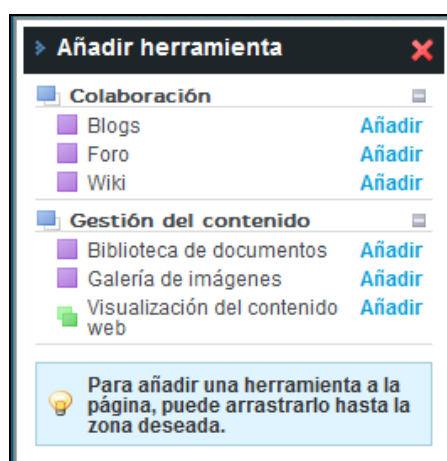 Añadir herramienta
Colaboración
Blogs Añadir
Foro Añadir
Wiki Añadir
Gestión del contenido
Biblioteca de documentos Añadir
Galería de imágenes Añadir
Visualización del contenido Añadir
web
Para añadir una herramienta a la
página, puede arrastrarlo hasta la
zona deseada.